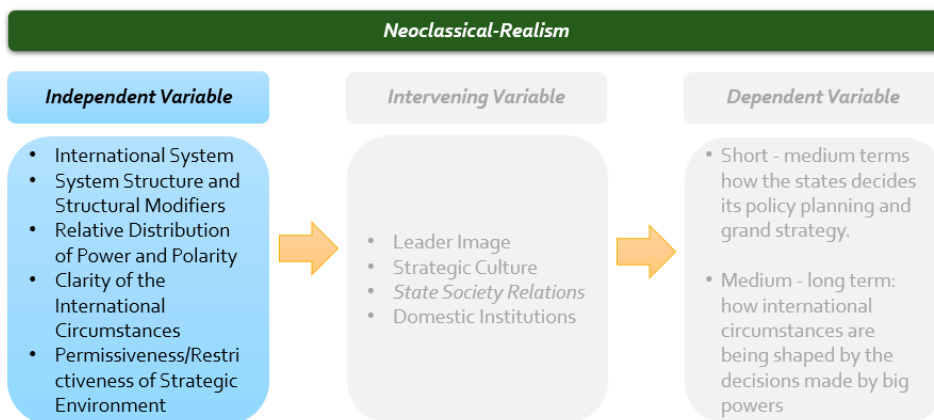 Neoclassical-Realism
Independent Variable
• International System
• System Structure and
Structural Modifiers
• Relative Distribution
of Power and Polarity
• Clarity of the
International
Circumstances
• Permissiveness/Restri
ctiveness of Strategic
Environment
Intervening Variable
• Leader Image
• Strategic Culture
• State Society Relations
• Domestic Institutions
Dependent Variable
• Short - medium terms
how the states decides
its policy planning and
grand strategy.
• Medium - long term:
how international
circumstances are
being shaped by the
decisions made by big
powers